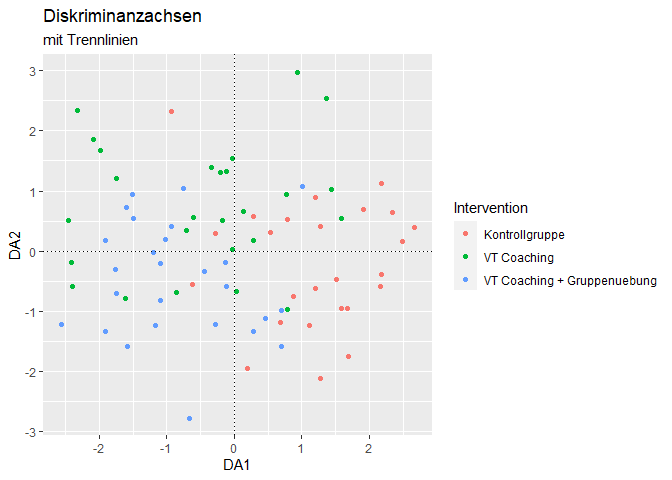 Diskriminanzachsen
mit Trennlinien
3
2
1
0
-1
-2
-3
DA2
-2
-1
0
1
2
DA1
Intervention
Kontrollgruppe
VT Coaching
VT Coaching + Gruppenuebung